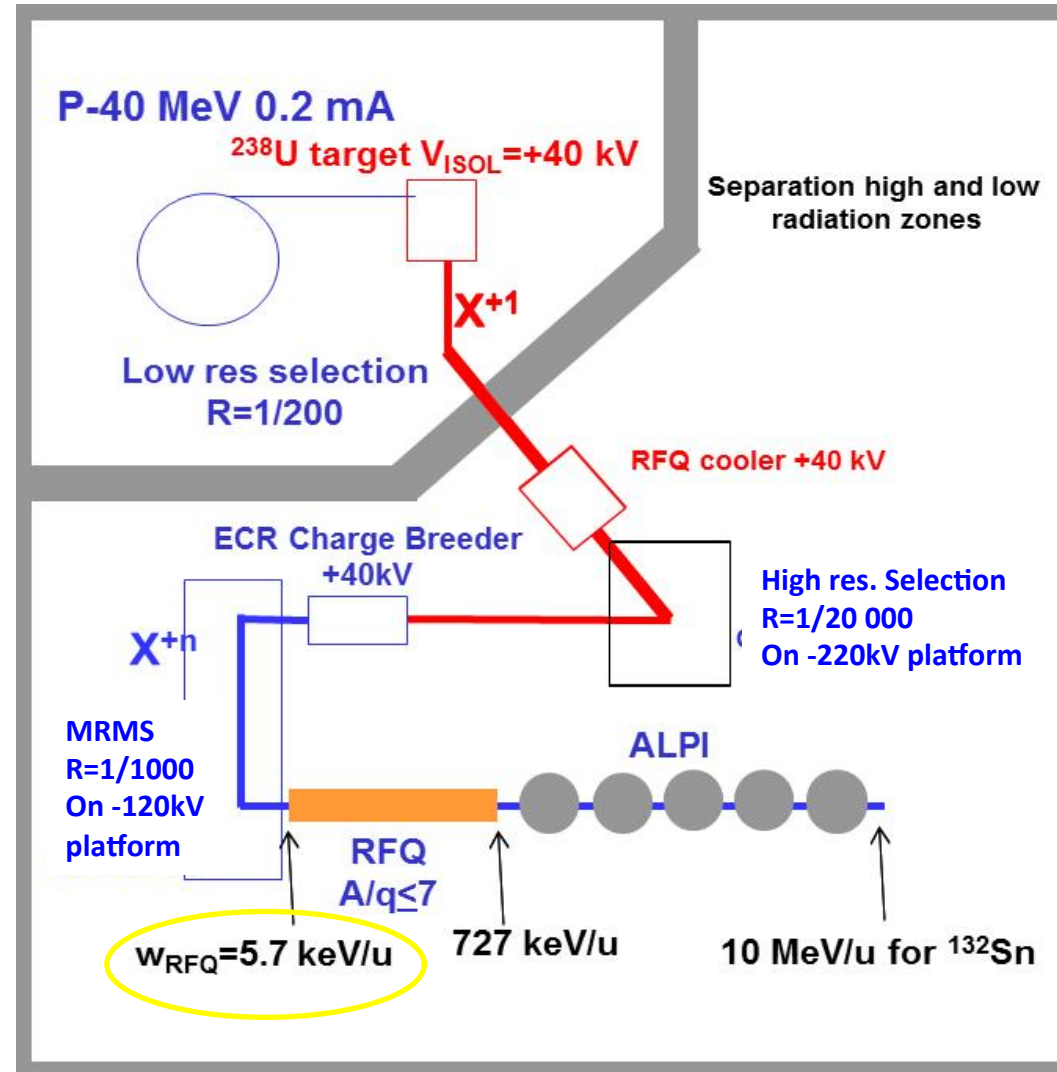 P-40 MeV 0.2 mA
²³⁸U target V_ISOL=+40 kV
Separation high and low
radiation zones
X⁺¹
Low res selection
R=1/200
RFQ cooler +40 kV
ECR Charge Breeder
+40kV
High res. Selection
R=1/20 000
On -220kV platform
X⁺ⁿ
MRMS
R=1/1000
On -120kV
platform
ALPI
RFQ
A/q≤7
w_RFQ=5.7 keV/u
727 keV/u
10 MeV/u for ¹³²Sn